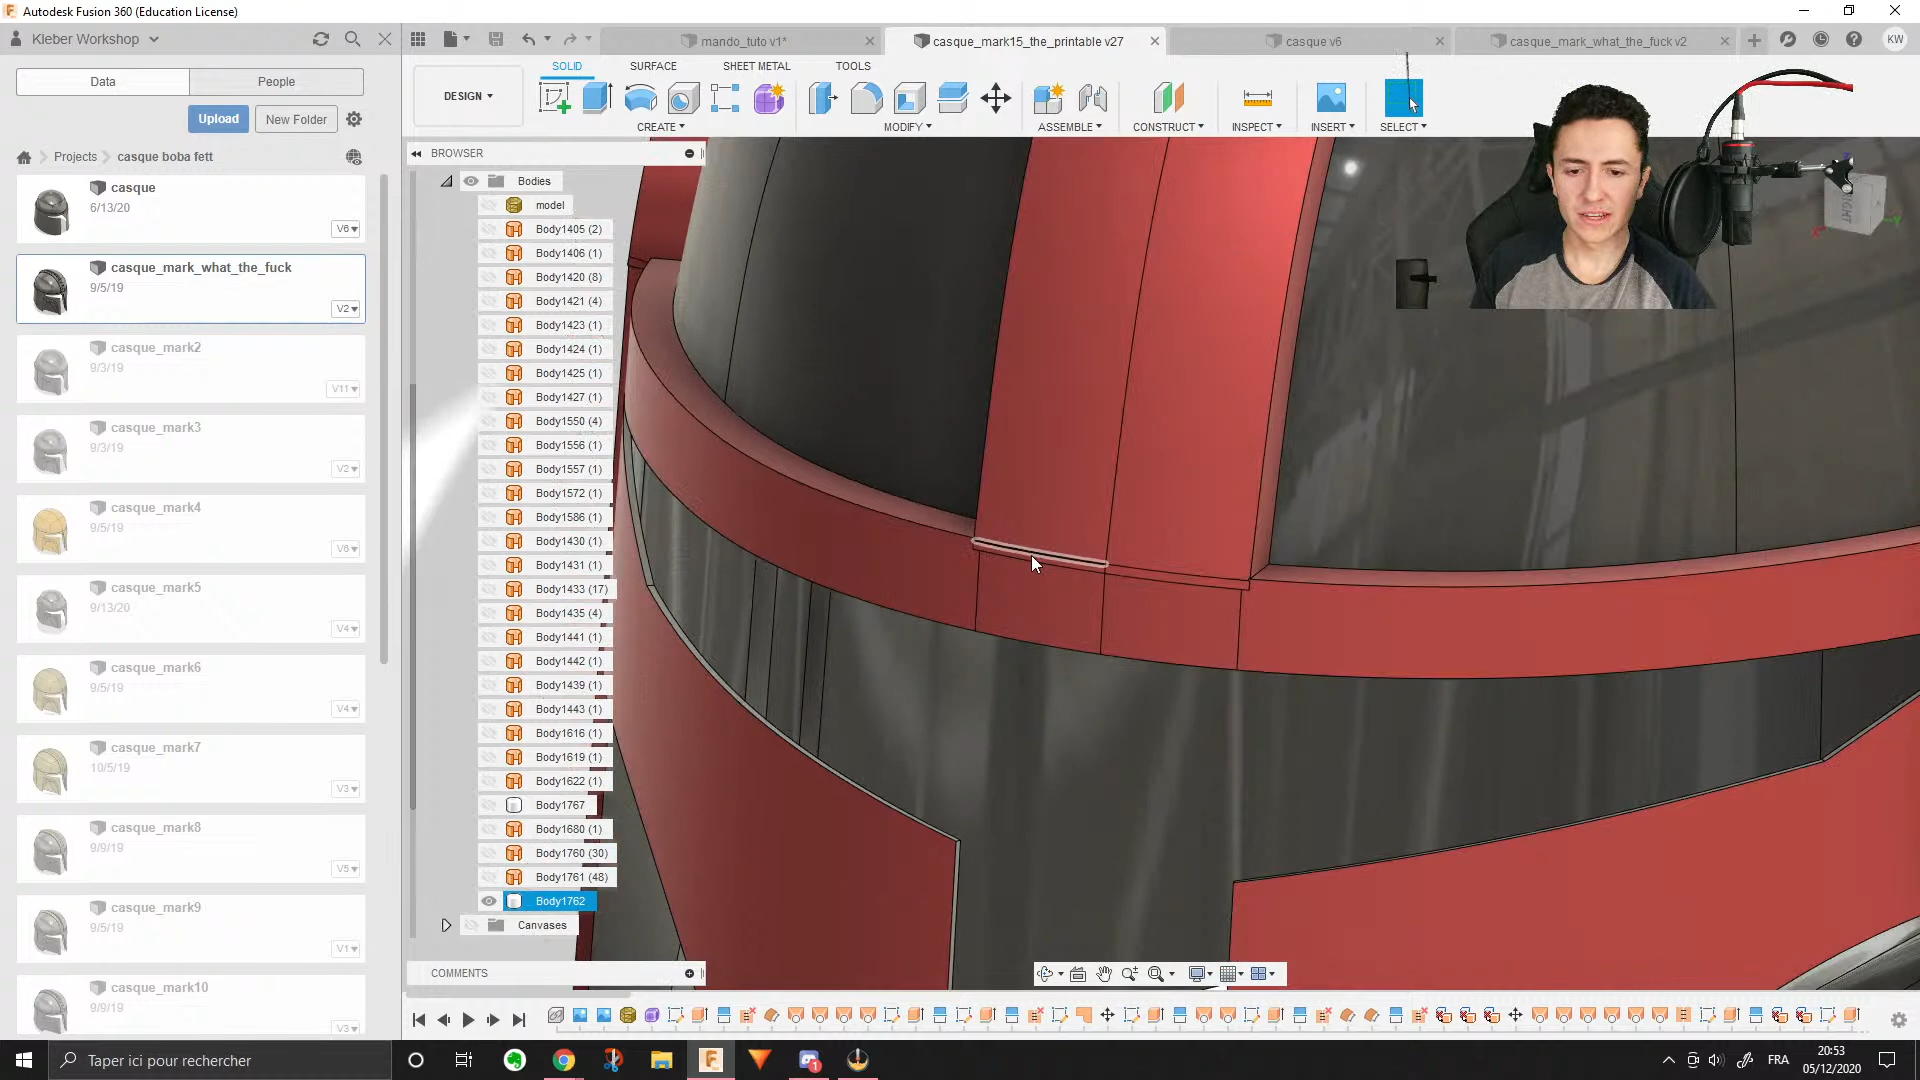 Autodesk Fusion 360 (Education License)
Kleber Workshop
mando_tuto v1*
casque_mark15_the_printable v27
casque v6
casque_mark_what_the_fuck v2
KW
Data
People
Upload
New Folder
Projects
casque boba fett
casque
6/13/20
V6
casque_mark_what_the_fuck
9/5/19
V2
casque_mark2
9/3/19
V11
casque_mark3
9/3/19
V2
casque_mark4
9/5/19
V6
casque_mark5
9/13/20
V4
casque_mark6
9/5/19
V4
casque_mark7
10/5/19
V3
casque_mark8
9/9/19
V5
casque_mark9
9/5/19
V1
casque_mark10
9/9/19
V3
DESIGN
SOLID
SURFACE
SHEET METAL
TOOLS
CREATE
MODIFY
ASSEMBLE
CONSTRUCT
INSPECT
INSERT
SELECT
BROWSER
Bodies
model
Body1405 (2)
Body1406 (1)
Body1420 (8)
Body1421 (4)
Body1423 (1)
Body1424 (1)
Body1425 (1)
Body1427 (1)
Body1550 (4)
Body1556 (1)
Body1557 (1)
Body1572 (1)
Body1586 (1)
Body1430 (1)
Body1431 (1)
Body1433 (17)
Body1435 (4)
Body1441 (1)
Body1442 (1)
Body1439 (1)
Body1443 (1)
Body1616 (1)
Body1619 (1)
Body1622 (1)
Body1767
Body1680 (1)
Body1760 (30)
Body1761 (48)
Body1762
Canvases
COMMENTS
RIGHT
Taper ici pour rechercher
1
FRA
20:53
05/12/2020